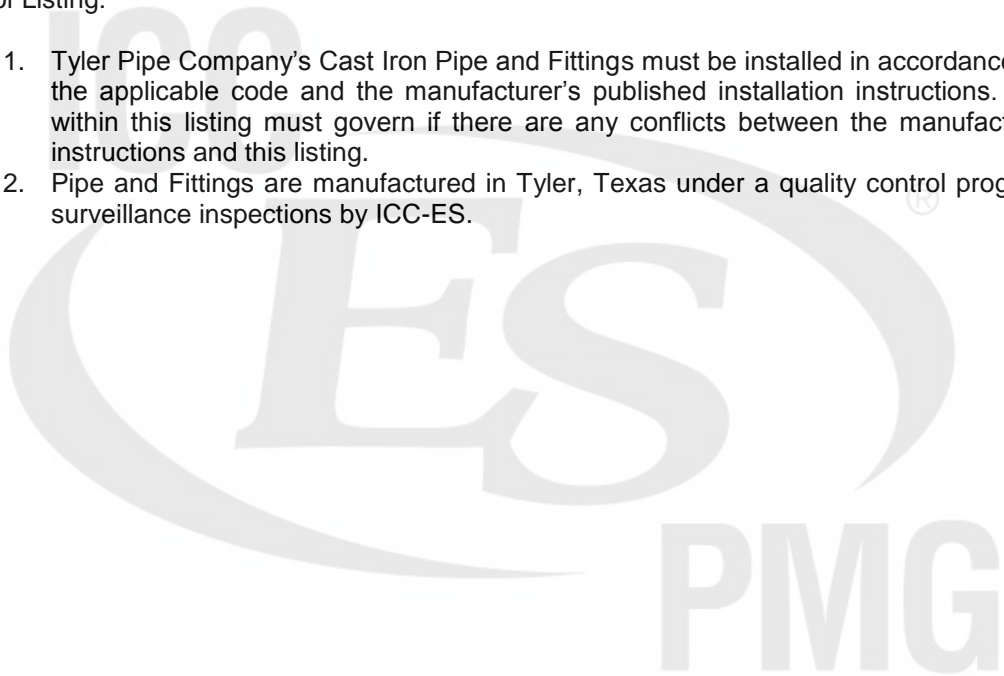 of Listing:
1. Tyler Pipe Company’s Cast Iron Pipe and Fittings must be installed in accordance
the applicable code and the manufacturer’s published installation instructions.
within this listing must govern if there are any conflicts between the
instructions and this listing.
2. Pipe and Fittings are manufactured in Tyler, Texas under a quality control
surveillance inspections by ICC-ES.
ICC
ES
®
PMG